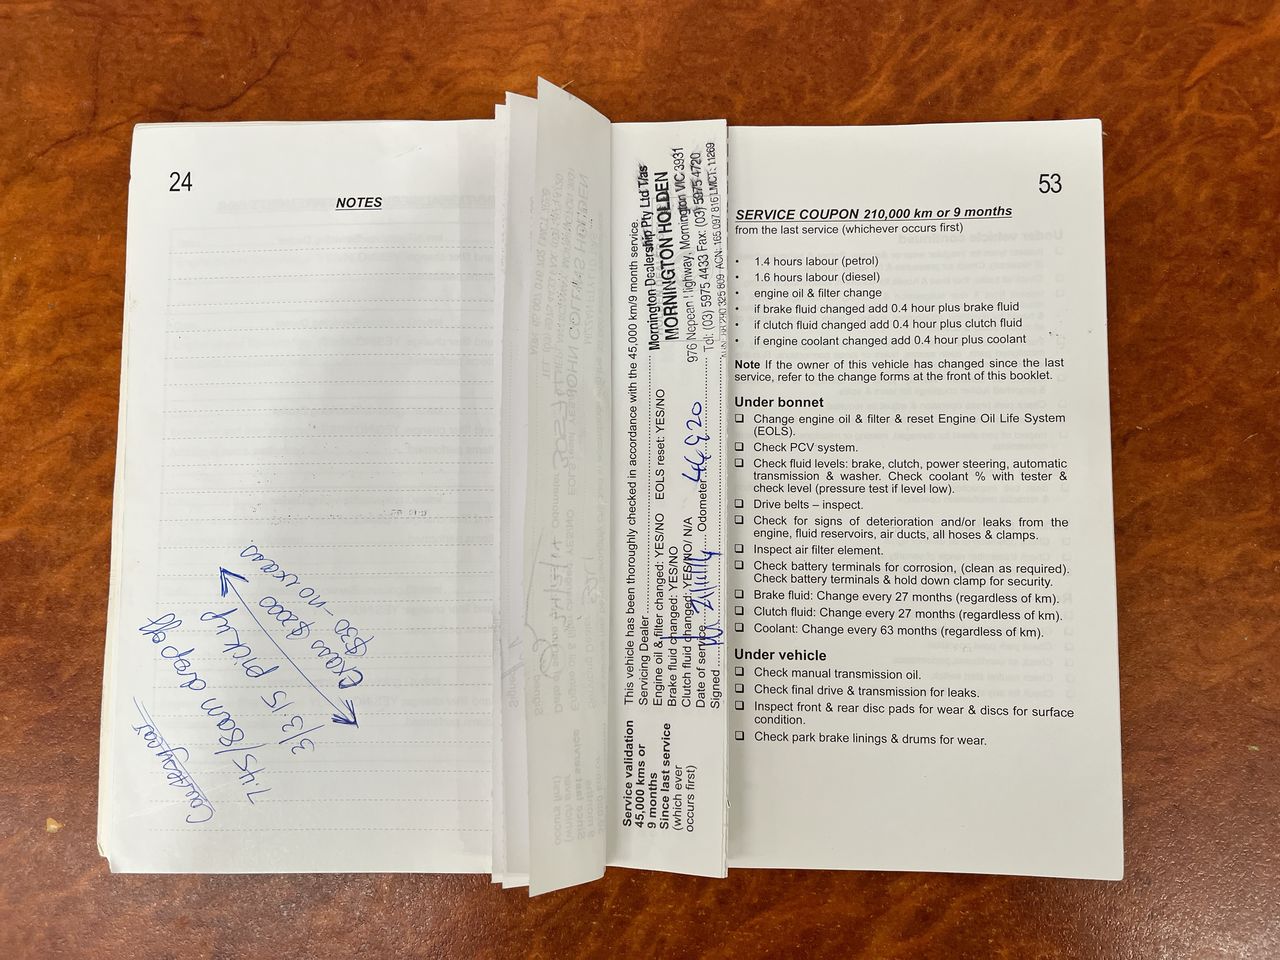 24
NOTES
Courtesy car
7.45/8am drop off
3/3/15 pick up
Excess $2000
$30 - no excess
Service validation
45,000 kms or
9 months
Since last service
(which ever
occurs first)
This vehicle has been thoroughly checked in accordance with the 45,000 km/9 month service.
Servicing Dealer
Engine oil & filter changed: YES/NO EOLS reset: YES/NO
Brake fluid changed: YES/NO
Clutch fluid changed: YES/NO/ N/A
Date of service Odometer 44920
Signed
Mornington Dealership Pty Ltd T/as
MORNINGTON HOLDEN
976 Nepean Highway, Mornington VIC 3931
Tel: (03) 5975 4433 Fax: (03) 5975 4720
LMCT: 11269
53
SERVICE COUPON 210,000 km or 9 months
from the last service (whichever occurs first)
• 1.4 hours labour (petrol)
• 1.6 hours labour (diesel)
• engine oil & filter change
• if brake fluid changed add 0.4 hour plus brake fluid
• if clutch fluid changed add 0.4 hour plus clutch fluid
• if engine coolant changed add 0.4 hour plus coolant
Note If the owner of this vehicle has changed since the last
service, refer to the change forms at the front of this booklet.
Under bonnet
❏ Change engine oil & filter & reset Engine Oil Life System
(EOLS).
❏ Check PCV system.
❏ Check fluid levels: brake, clutch, power steering, automatic
transmission & washer. Check coolant % with tester &
check level (pressure test if level low).
❏ Drive belts – inspect.
❏ Check for signs of deterioration and/or leaks from the
engine, fluid reservoirs, air ducts, all hoses & clamps.
❏ Inspect air filter element.
❏ Check battery terminals for corrosion, (clean as required).
Check battery terminals & hold down clamp for security.
❏ Brake fluid: Change every 27 months (regardless of km).
❏ Clutch fluid: Change every 27 months (regardless of km).
❏ Coolant: Change every 63 months (regardless of km).
Under vehicle
❏ Check manual transmission oil.
❏ Check final drive & transmission for leaks.
❏ Inspect front & rear disc pads for wear & discs for surface
condition.
❏ Check park brake linings & drums for wear.